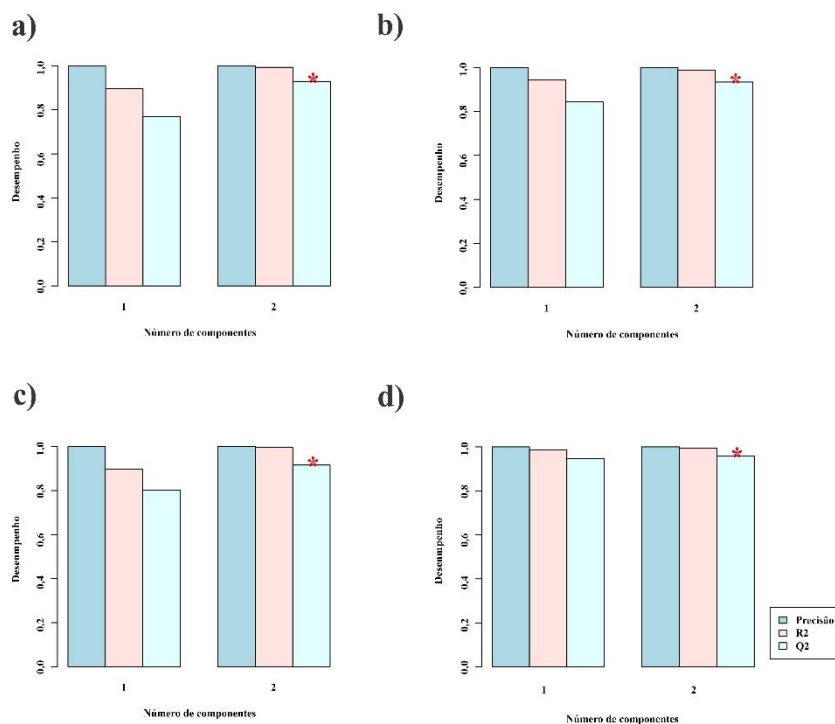 a)
Desempenho
1,0
0,8
0,6
0,4
0,2
0,0
1
2
Número de componentes
b)
Desempenho
1,0
0,8
0,6
0,4
0,2
0,0
1
2
Número de componentes
c)
Desenmpenho
1,0
0,8
0,6
0,4
0,2
0,0
1
2
Número de componentes
d)
Desenmpenho
1,0
0,8
0,6
0,4
0,2
0,0
1
2
Número de componentes
Precisão
R2
Q2